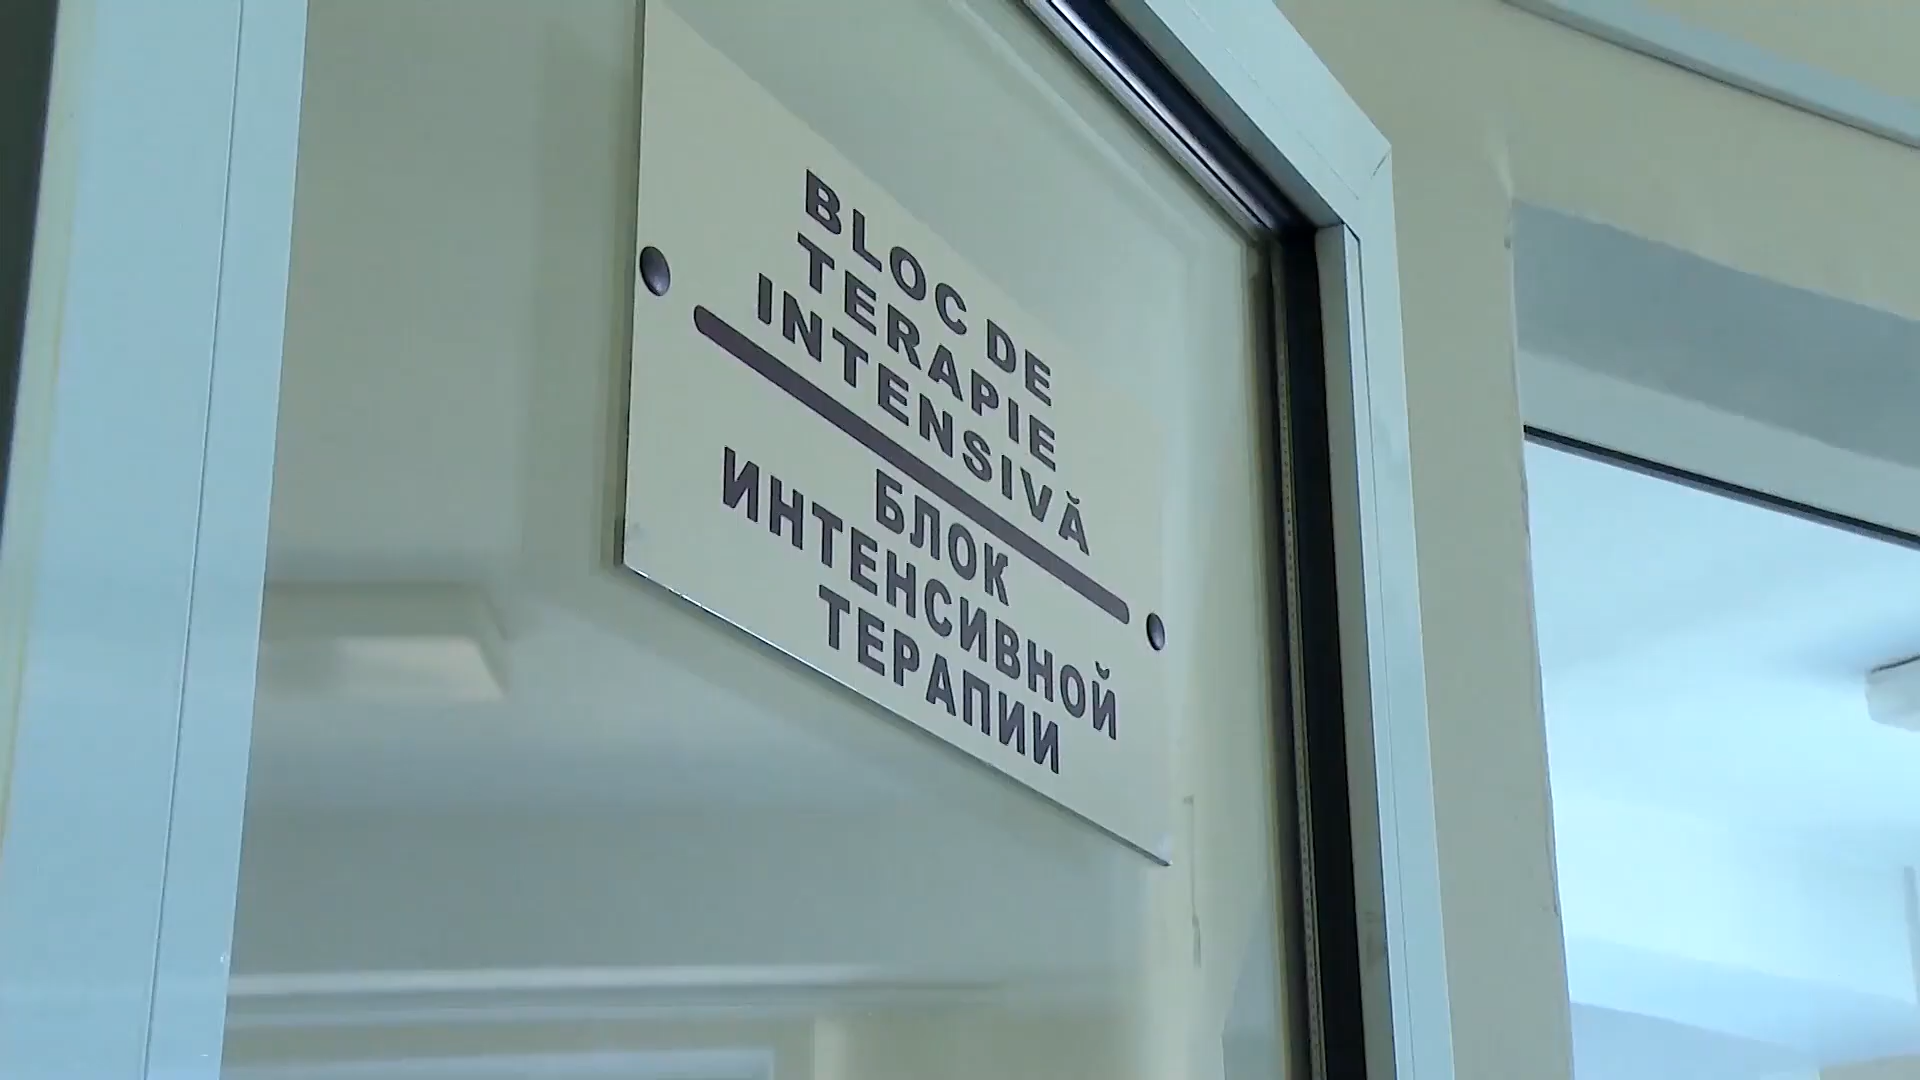 BLOC DE
TERAPIE
INTENSIVĂ
БЛОК
ИНТЕНСИВНОЙ
ТЕРАПИИ